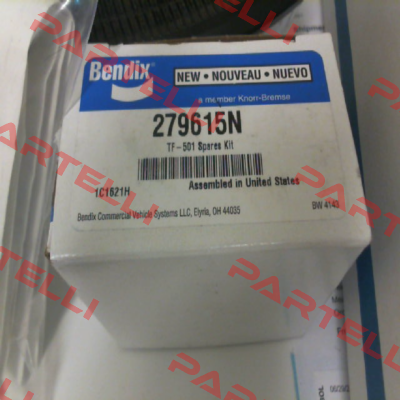 Bendix
NEW • NOUVEAU • NUEVO
a member Knorr-Bremse
279615N
TF-501 Spares Kit
1C1621H
Assembled in United States
Bendix Commercial Vehicle Systems LLC, Elyria, OH 44035
BW 4143
PARTELLI
PARTELLI
PARTELLI
PARTELLI
PARTELLI